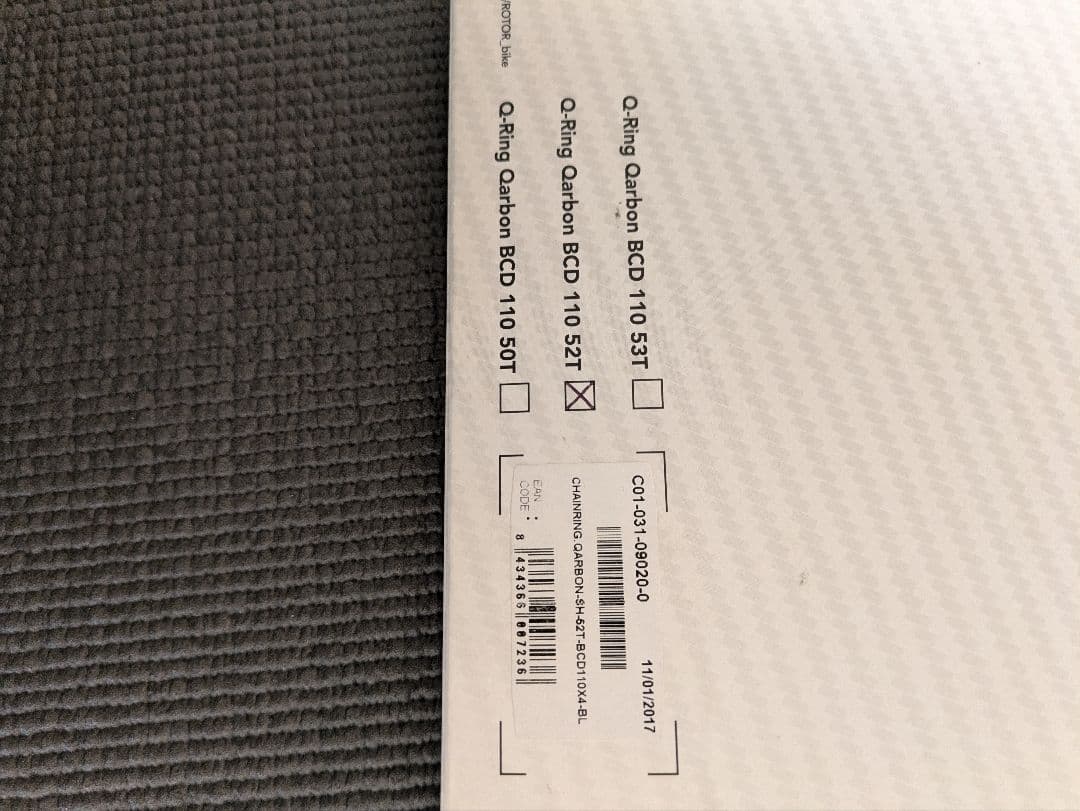 Q-Ring Qarbon BCD 110 53T
Q-Ring Qarbon BCD 110 52T
Q-Ring Qarbon BCD 110 50T
ROTOR_bike
C01-031-09020-0 11/01/2017
CHAINRING.QARBON-SH-52T-BCD110X4-BL
EAN CODE : 8 434366 007236